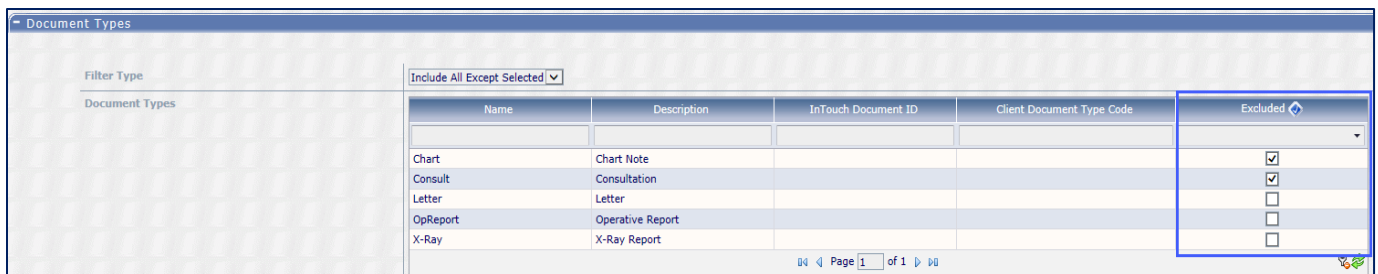 Document Types
Filter Type Include All Except Selected
Document Types
Name Description InTouch Document ID Client Document Type Code Excluded
Chart Chart Note
Consult Consultation
Letter Letter
OpReport Operative Report
X-Ray X-Ray Report
Page 1 of 1